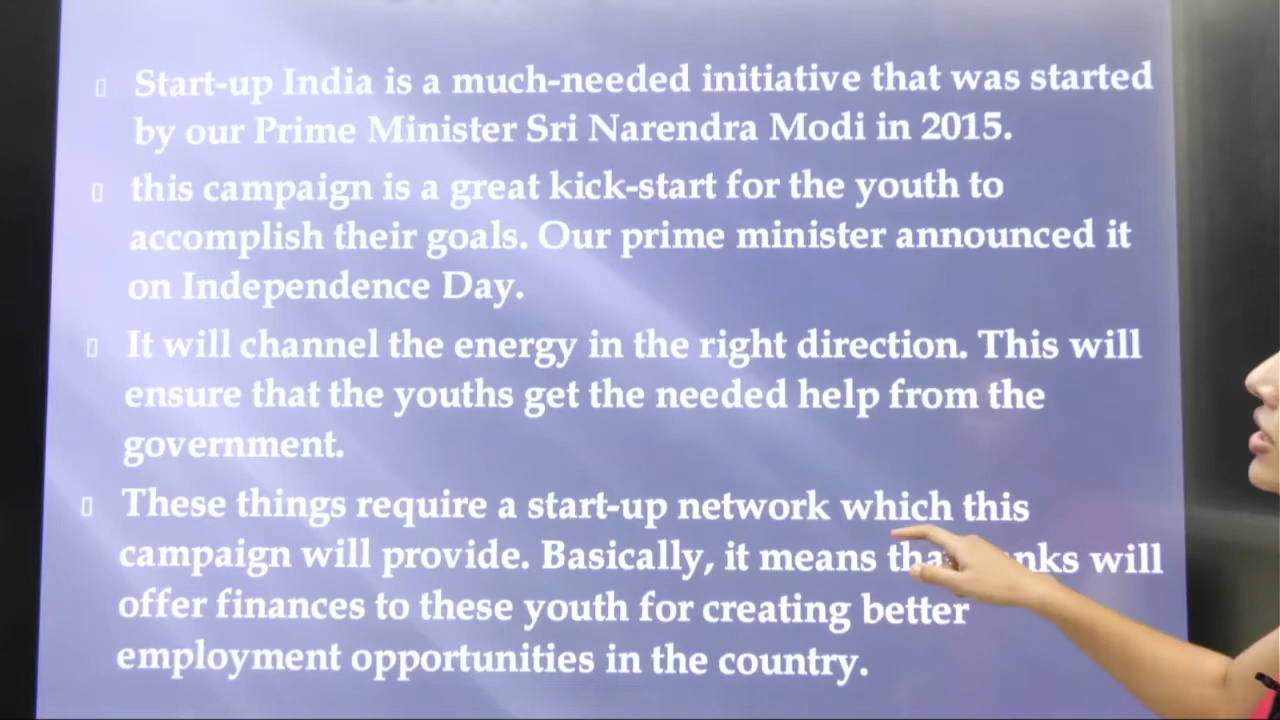 Start-up India is a much-needed initiative that was started
by our Prime Minister Sri Narendra Modi in 2015.
this campaign is a great kick-start for the youth to
accomplish their goals. Our prime minister announced it
on Independence Day.
It will channel the energy in the right direction. This will
ensure that the youths get the needed help from the
government.
These things require a start-up network which this
campaign will provide. Basically, it means will
offer finances to these youth for creating better
employment opportunities in the country.